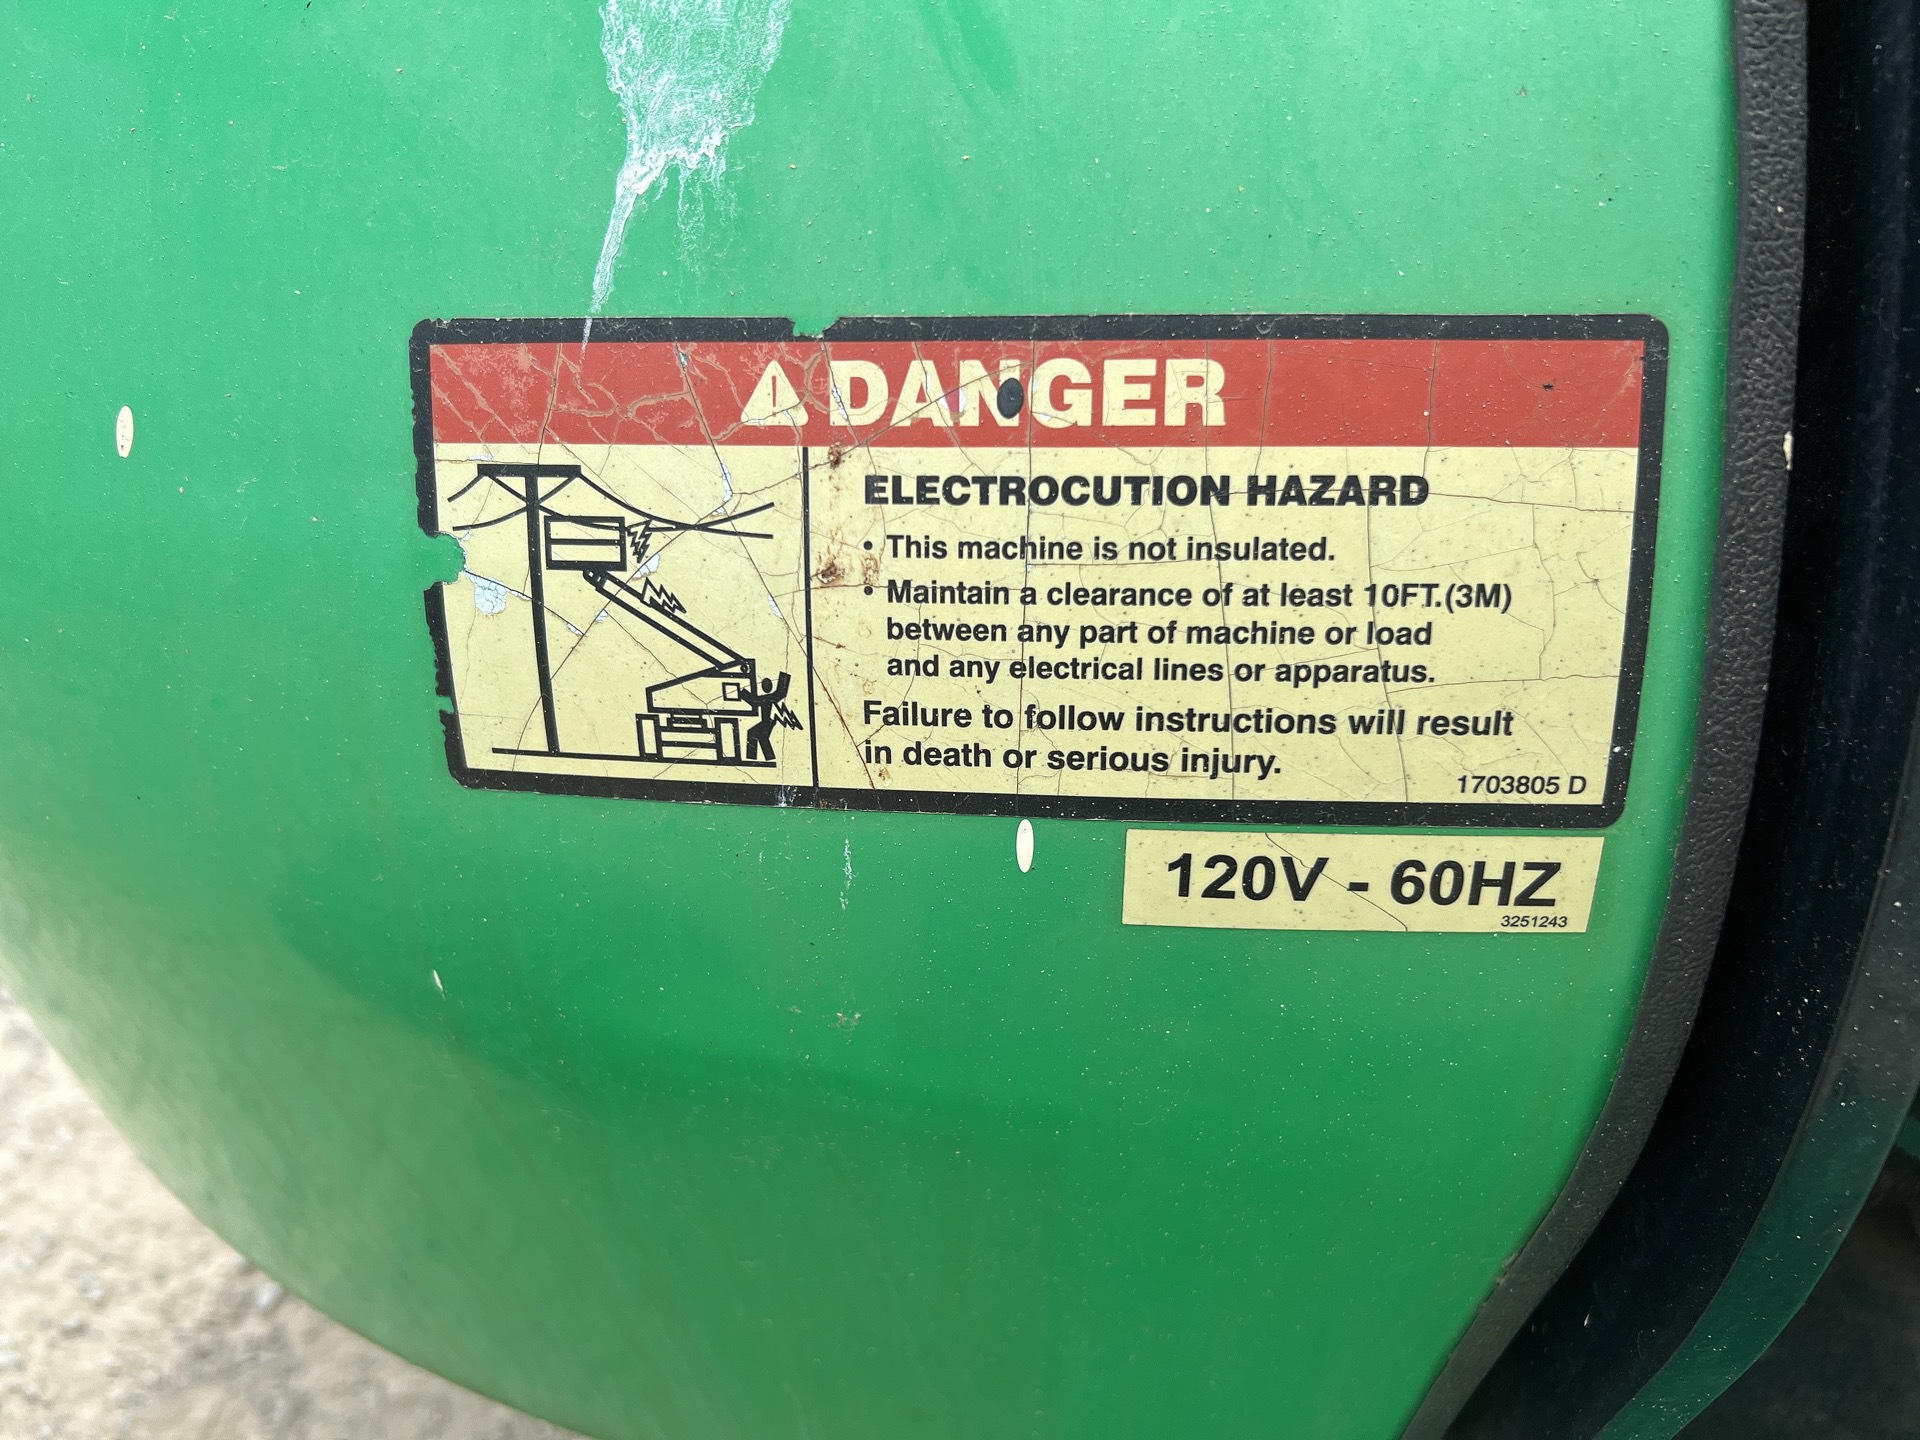 DANGER
ELECTROCUTION HAZARD
• This machine is not insulated.
• Maintain a clearance of at least 10FT.(3M)
between any part of machine or load
and any electrical lines or apparatus.
Failure to follow instructions will result
in death or serious injury.
1703805 D
120V - 60HZ
3251243